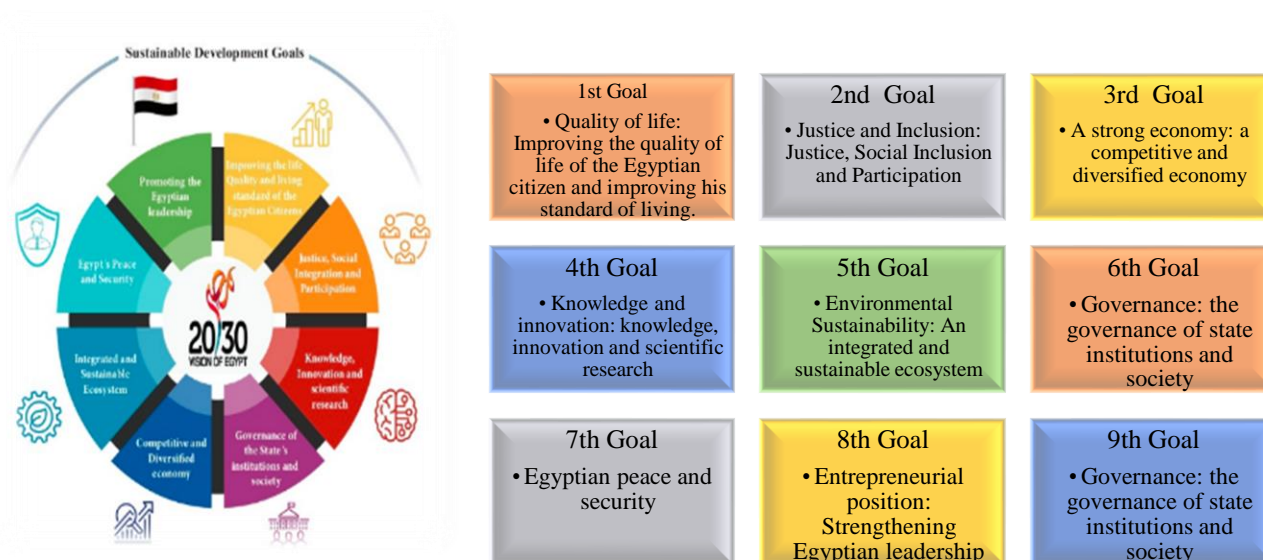 Sustainable Development Goals
Promoting the
Egyptian
leadership
Improving the life
Quality and living
standard of the
Egyptian Citizens
Justice, Social
Integration and
Participation
Knowledge,
Innovation and
scientific
research
Governance of
the State's
institutions and
society
Competitive and
Diversified
economy
Integrated and
Sustainable
Ecosystem
Egypt's Peace
and Security
20/30
VISION OF EGYPT
1st Goal
• Quality of life:
Improving the quality of
life of the Egyptian
citizen and improving his
standard of living.
2nd Goal
• Justice and Inclusion:
Justice, Social Inclusion
and Participation
3rd Goal
• A strong economy: a
competitive and
diversified economy
4th Goal
• Knowledge and
innovation: knowledge,
innovation and scientific
research
5th Goal
• Environmental
Sustainability: An
integrated and
sustainable ecosystem
6th Goal
• Governance: the
governance of state
institutions and
society
7th Goal
• Egyptian peace and
security
8th Goal
• Entrepreneurial
position:
Strengthening
Egyptian leadership
9th Goal
• Governance: the
governance of state
institutions and
society